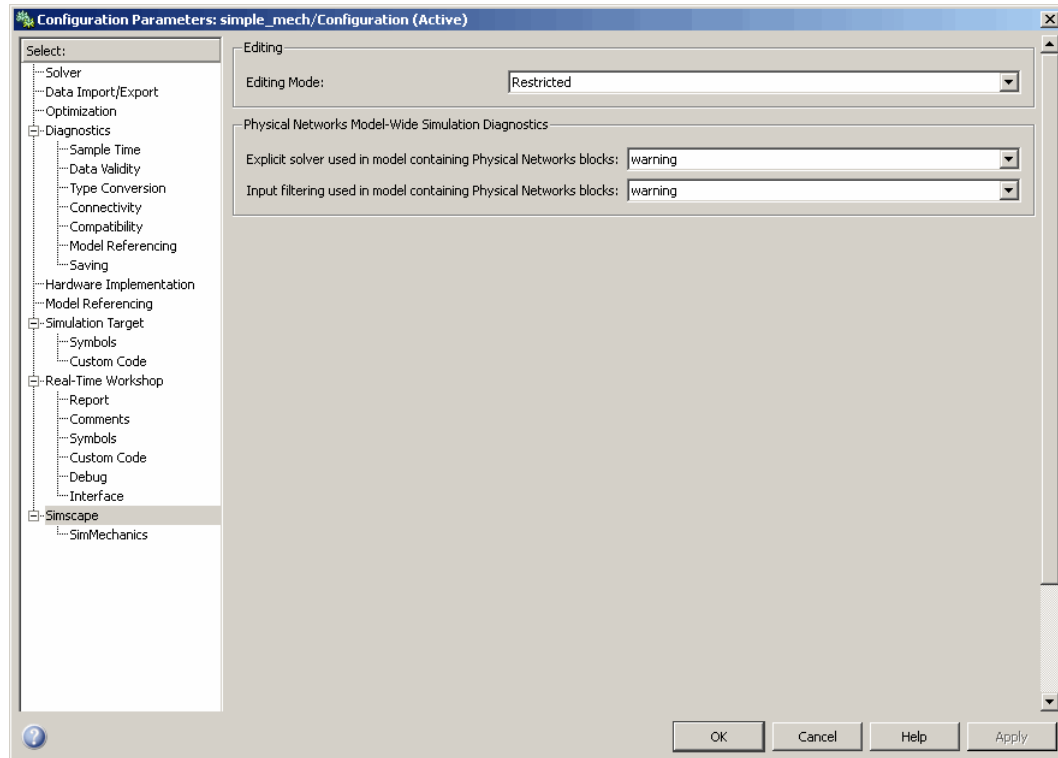 Configuration Parameters: simple_mech/Configuration (Active)
Select:
Solver
Data Import/Export
Optimization
Diagnostics
Sample Time
Data Validity
Type Conversion
Connectivity
Compatibility
Model Referencing
Saving
Hardware Implementation
Model Referencing
Simulation Target
Symbols
Custom Code
Real-Time Workshop
Report
Comments
Symbols
Custom Code
Debug
Interface
Simscape
SimMechanics
Editing
Editing Mode: Restricted
Physical Networks Model-Wide Simulation Diagnostics
Explicit solver used in model containing Physical Networks blocks: warning
Input filtering used in model containing Physical Networks blocks: warning
OK Cancel Help Apply